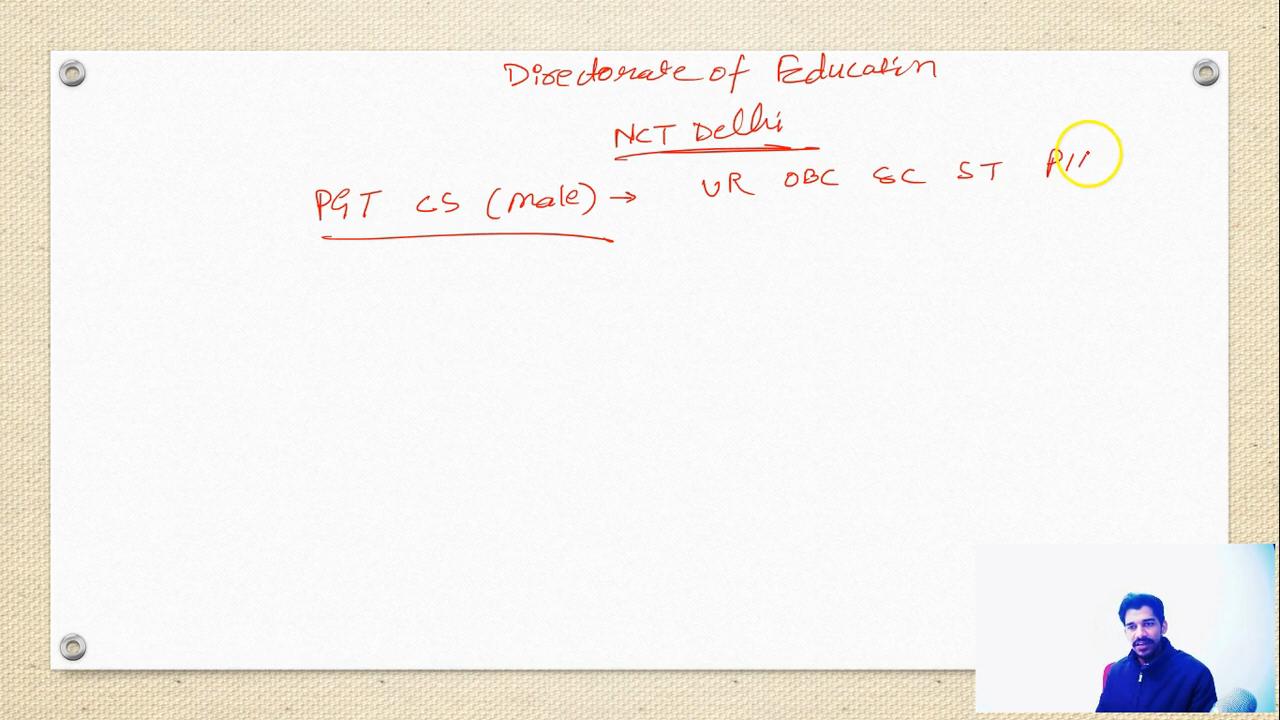 Directorate of Education
NCT Delhi
PGT CS (Male) → UR OBC SC ST